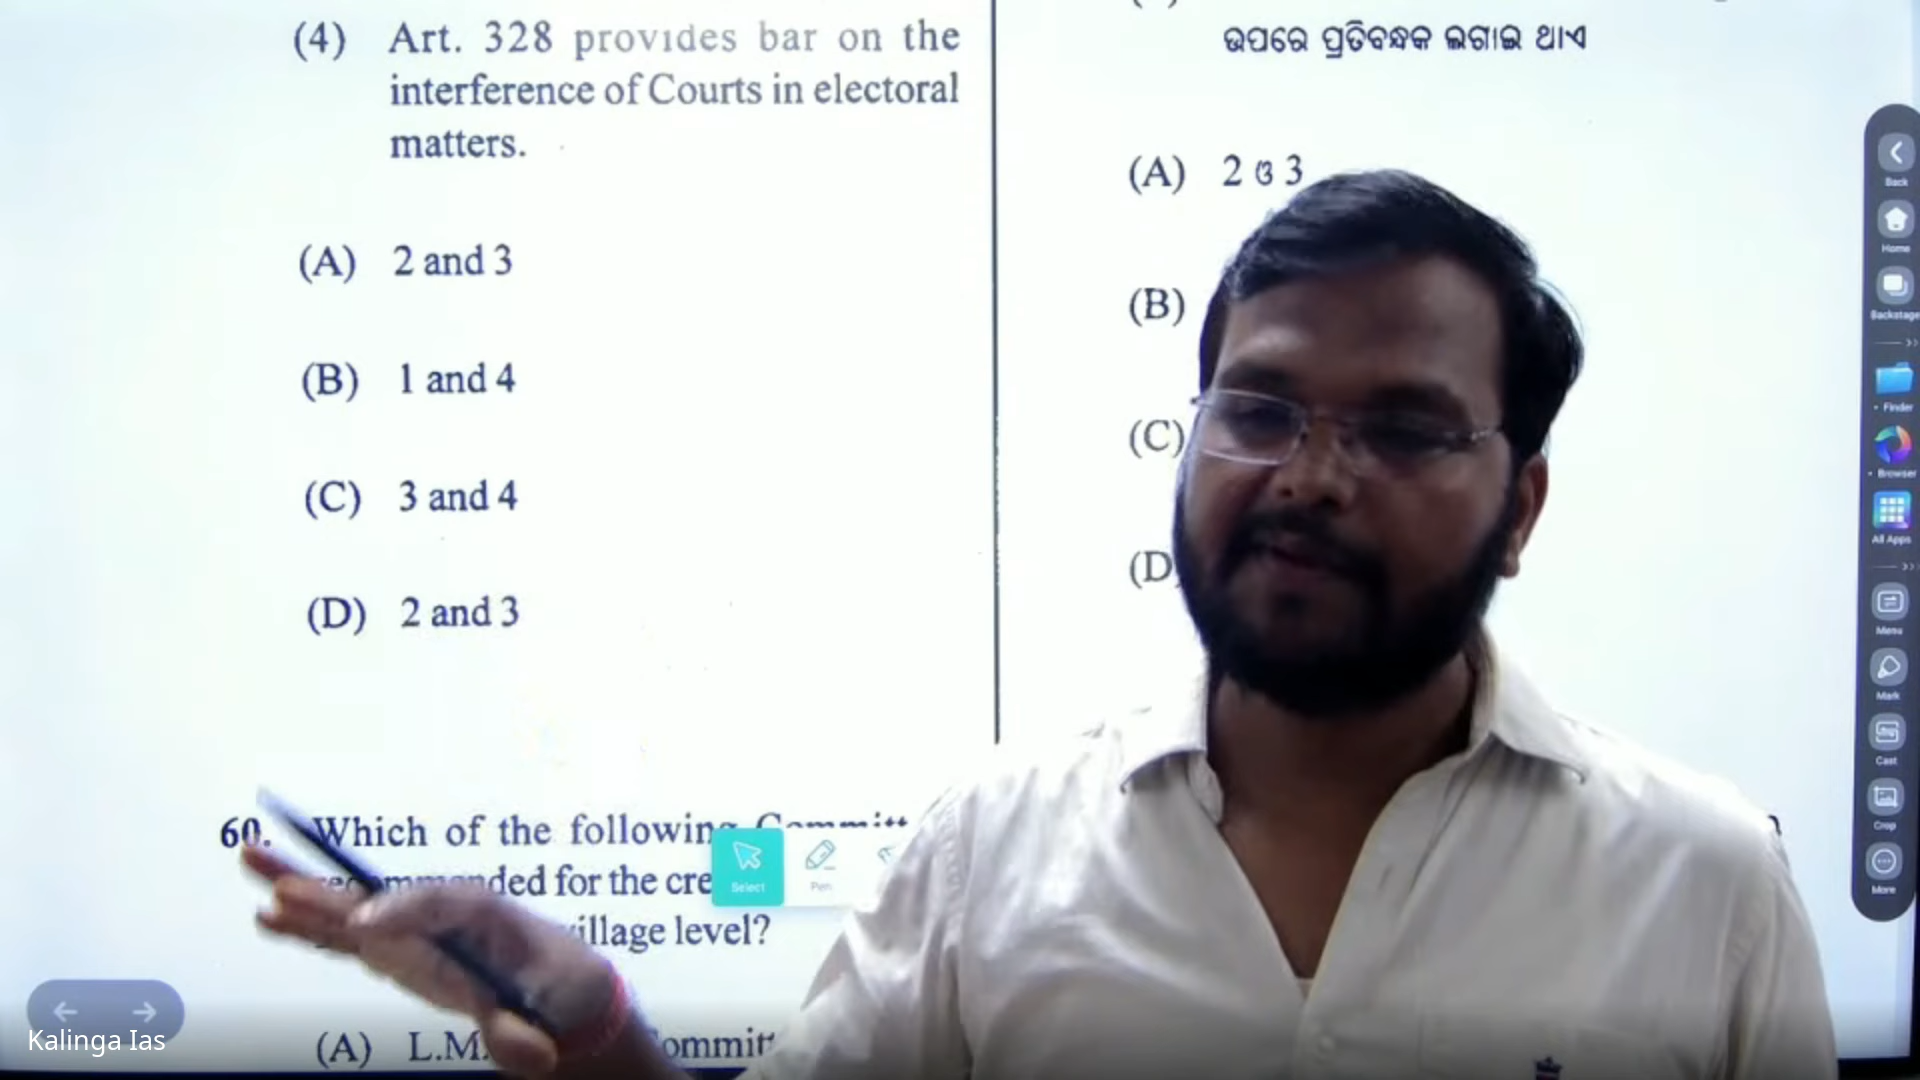 (4) Art. 328 provides bar on the
interference of Courts in electoral
matters.
(A) 2 and 3
(B) 1 and 4
(C) 3 and 4
(D) 2 and 3
60. Which of the following
recommended for the cre
village level?
(A) L.M.
ଉପରେ ପ୍ରତିବନ୍ଧକ ଲଗାଇ ଥାଏ
(A) 2 ଓ 3
(B)
(C)
(D)
Select
Pen
Back
Home
Backstage
Finder
Browser
All Apps
Menu
Mark
Cast
Crop
More
Kalinga Ias